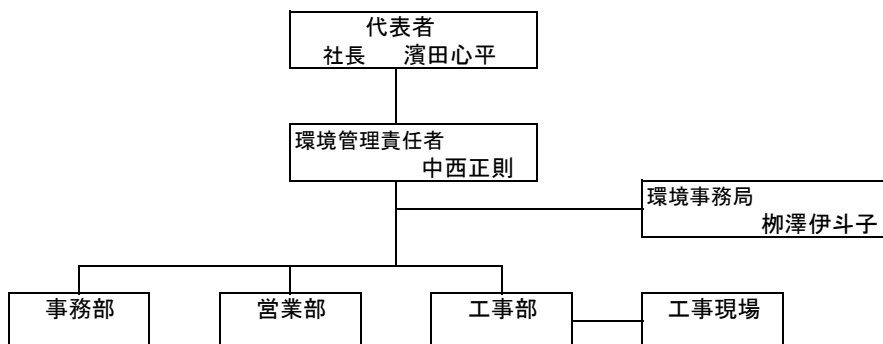 代表者
社長 濱田心平
環境管理責任者
中西正則
環境事務局
栁澤伊斗子
事務部 営業部 工事部 工事現場